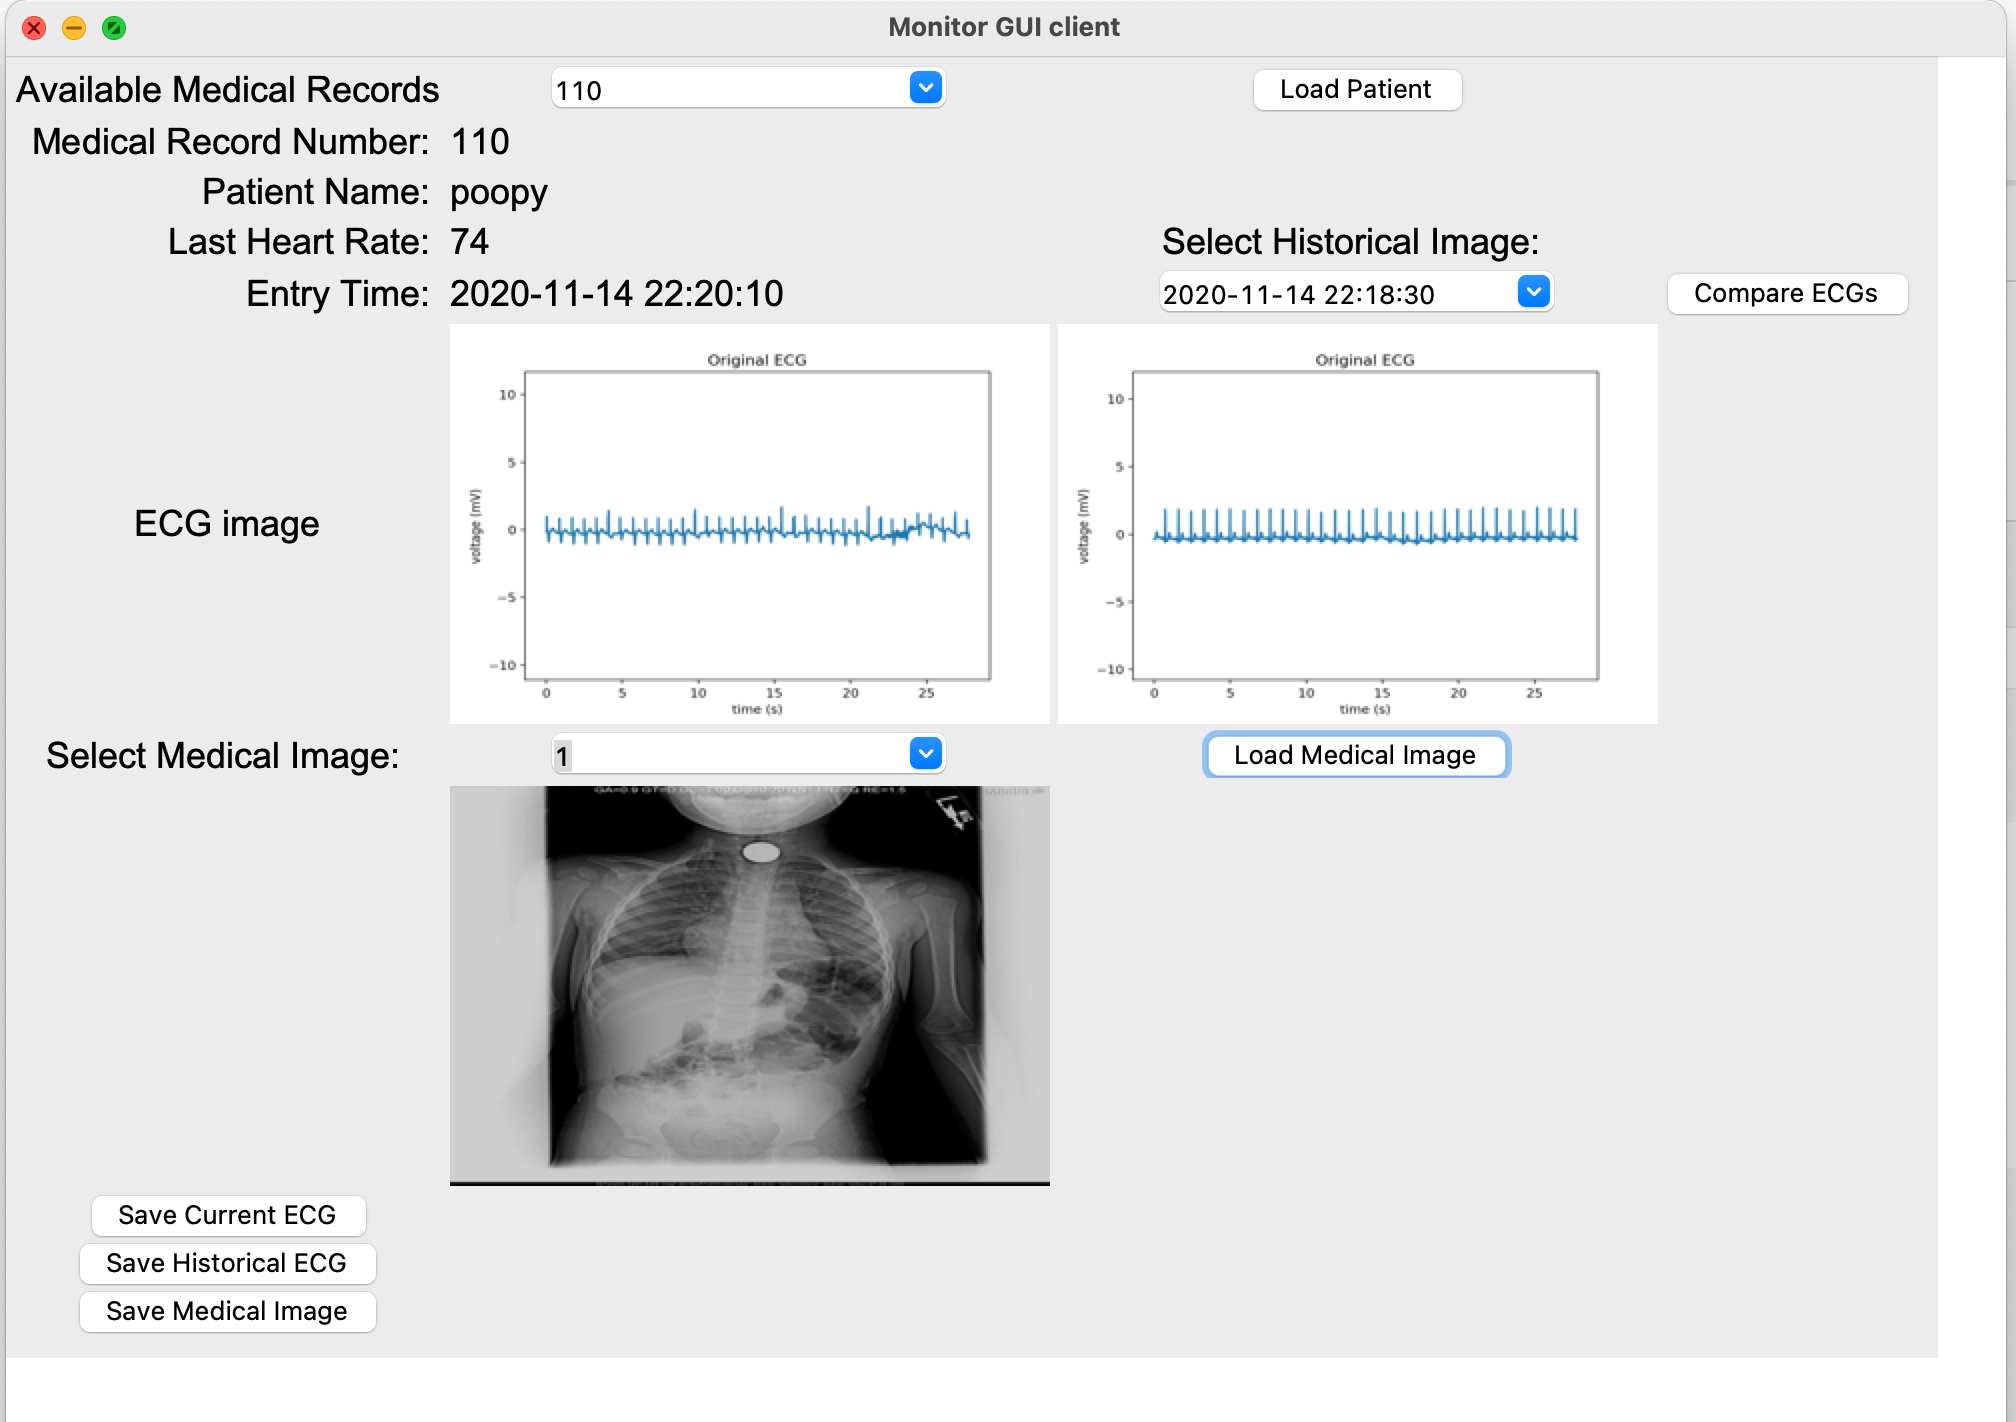 Monitor GUI client
Available Medical Records 110 Load Patient
Medical Record Number: 110
Patient Name: poopy
Last Heart Rate: 74 Select Historical Image:
Entry Time: 2020-11-14 22:20:10 2020-11-14 22:18:30 Compare ECGs
ECG image
Original ECG
10
5
0
−5
−10
voltage (mV)
0 5 10 15 20 25
time (s)
Original ECG
10
5
0
−5
−10
voltage (mV)
0 5 10 15 20 25
time (s)
Select Medical Image: 1 Load Medical Image
Save Current ECG
Save Historical ECG
Save Medical Image